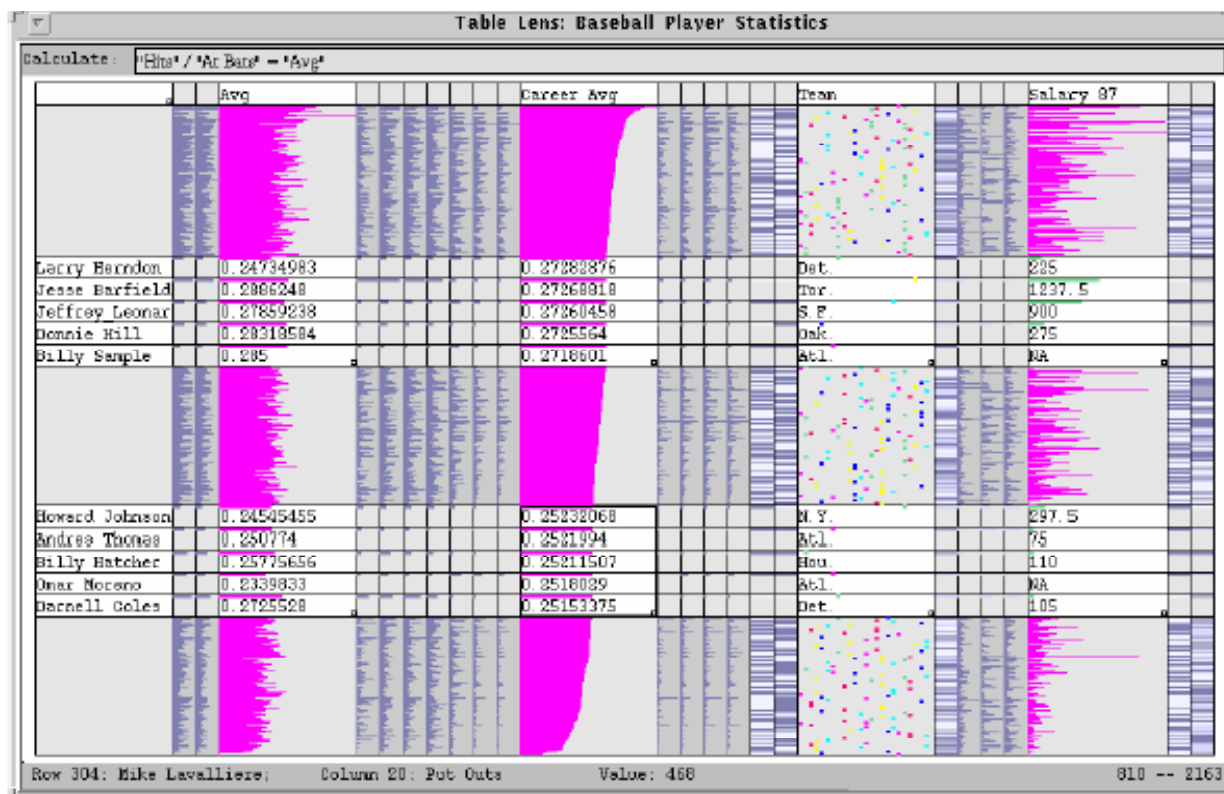 Table Lens: Baseball Player Statistics
Calculate: "Hits" / "At Bats" = "Avg"
Avg Career Avg Team Salary 87
Larry Herndon 0.24734983 0.27282876 Det. 225
Jesse Barfield 0.2886248 0.27268818 Tor. 1237.5
Jeffrey Leonar 0.27859238 0.27260458 S.F. 900
Donnie Hill 0.28318584 0.2725564 Oak. 275
Billy Sample 0.285 0.2718601 Atl. NA
Howard Johnson 0.24545455 0.25232068 N.Y. 297.5
Andres Thomas 0.250774 0.2521994 Atl. 75
Billy Hatcher 0.25775656 0.25211507 Hou. 110
Omar Moreno 0.2339833 0.2518029 Atl. NA
Darnell Coles 0.2725528 0.25153375 Det. 105
Row 304: Mike Lavalliere; Column 20: Put Outs Value: 468 810 -- 2163